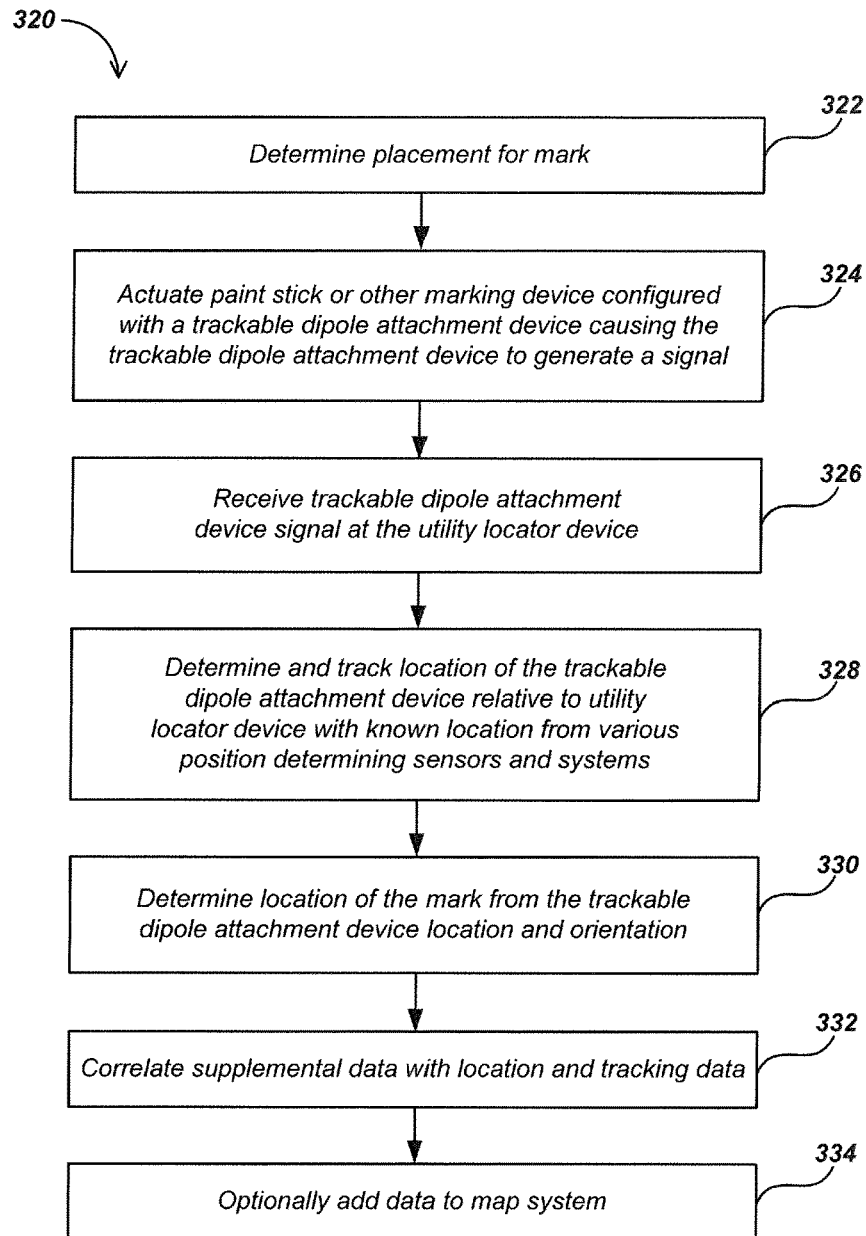 320
322
Determine placement for mark
324
Actuate paint stick or other marking device configured
with a trackable dipole attachment device causing the
trackable dipole attachment device to generate a signal
326
Receive trackable dipole attachment
device signal at the utility locator device
328
Determine and track location of the trackable
dipole attachment device relative to utility
locator device with known location from various
position determining sensors and systems
330
Determine location of the mark from the trackable
dipole attachment device location and orientation
332
Correlate supplemental data with location and tracking data
334
Optionally add data to map system